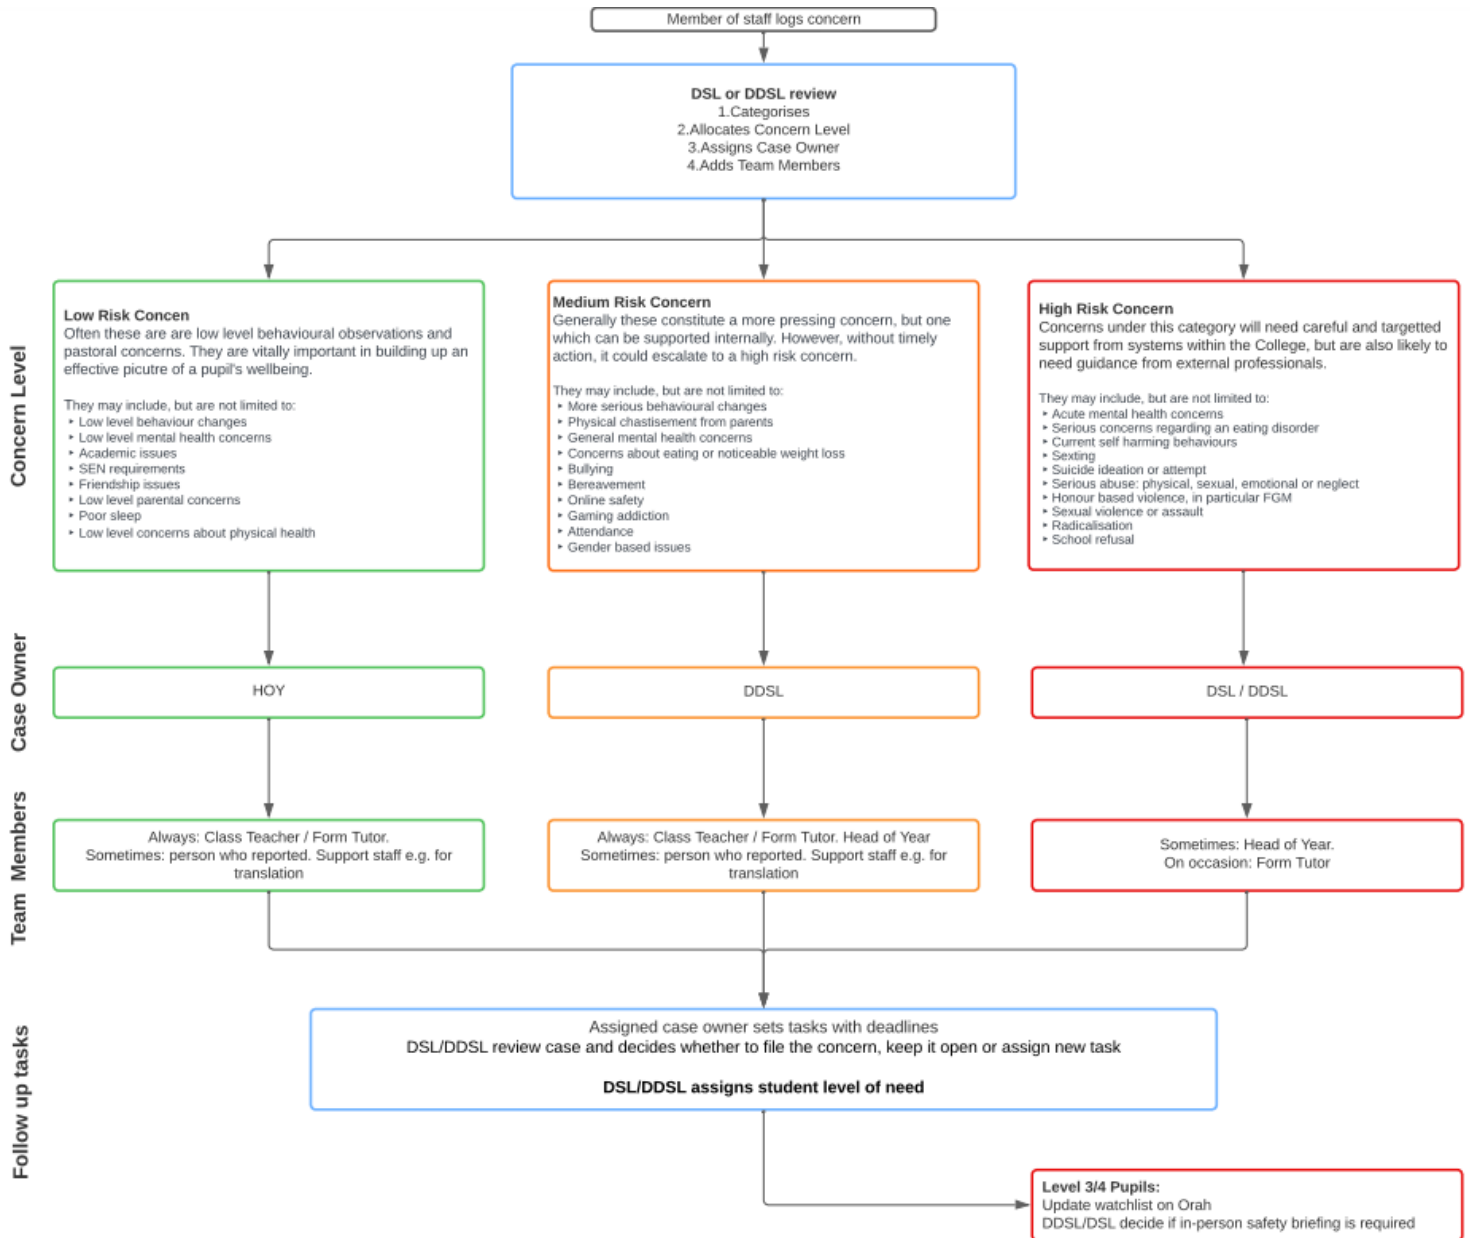 Member of staff logs concern
DSL or DDSL review
1.Categorises
2.Allocates Concern Level
3.Assigns Case Owner
4.Adds Team Members
Concern Level
Low Risk Concen
Often these are are low level behavioural observations and
pastoral concerns. They are vitally important in building up an
effective picutre of a pupil's wellbeing.
They may include, but are not limited to:
‣ Low level behaviour changes
‣ Low level mental health concerns
‣ Academic issues
‣ SEN requirements
‣ Friendship issues
‣ Low level parental concerns
‣ Poor sleep
‣ Low level concerns about physical health
Medium Risk Concern
Generally these constitute a more pressing concern, but one
which can be supported internally. However, without timely
action, it could escalate to a high risk concern.
They may include, but are not limited to:
‣ More serious behavioural changes
‣ Physical chastisement from parents
‣ General mental health concerns
‣ Concerns about eating or noticeable weight loss
‣ Bullying
‣ Bereavement
‣ Online safety
‣ Gaming addiction
‣ Attendance
‣ Gender based issues
High Risk Concern
Concerns under this category will need careful and targetted
support from systems within the College, but are also likely to
need guidance from external professionals.
They may include, but are not limited to:
‣ Acute mental health concerns
‣ Serious concerns regarding an eating disorder
‣ Current self harming behaviours
‣ Sexting
‣ Suicide ideation or attempt
‣ Serious abuse: physical, sexual, emotional or neglect
‣ Honour based violence, in particular FGM
‣ Sexual violence or assault
‣ Radicalisation
‣ School refusal
Case Owner
HOY
DDSL
DSL / DDSL
Team Members
Always: Class Teacher / Form Tutor.
Sometimes: person who reported. Support staff e.g. for
translation
Always: Class Teacher / Form Tutor. Head of Year
Sometimes: person who reported. Support staff e.g. for
translation
Sometimes: Head of Year.
On occasion: Form Tutor
Follow up tasks
Assigned case owner sets tasks with deadlines
DSL/DDSL review case and decides whether to file the concern, keep it open or assign new task
DSL/DDSL assigns student level of need
Level 3/4 Pupils:
Update watchlist on Orah
DDSL/DSL decide if in-person safety briefing is required